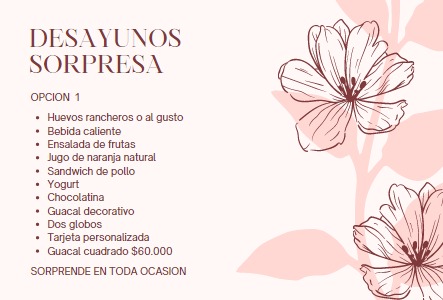 DESAYUNOS
SORPRESA
OPCION 1
• Huevos rancheros o al gusto
• Bebida caliente
• Ensalada de frutas
• Jugo de naranja natural
• Sandwich de pollo
• Yogurt
• Chocolatina
• Guacal decorativo
• Dos globos
• Tarjeta personalizada
• Guacal cuadrado $60.000
SORPRENDE EN TODA OCASION